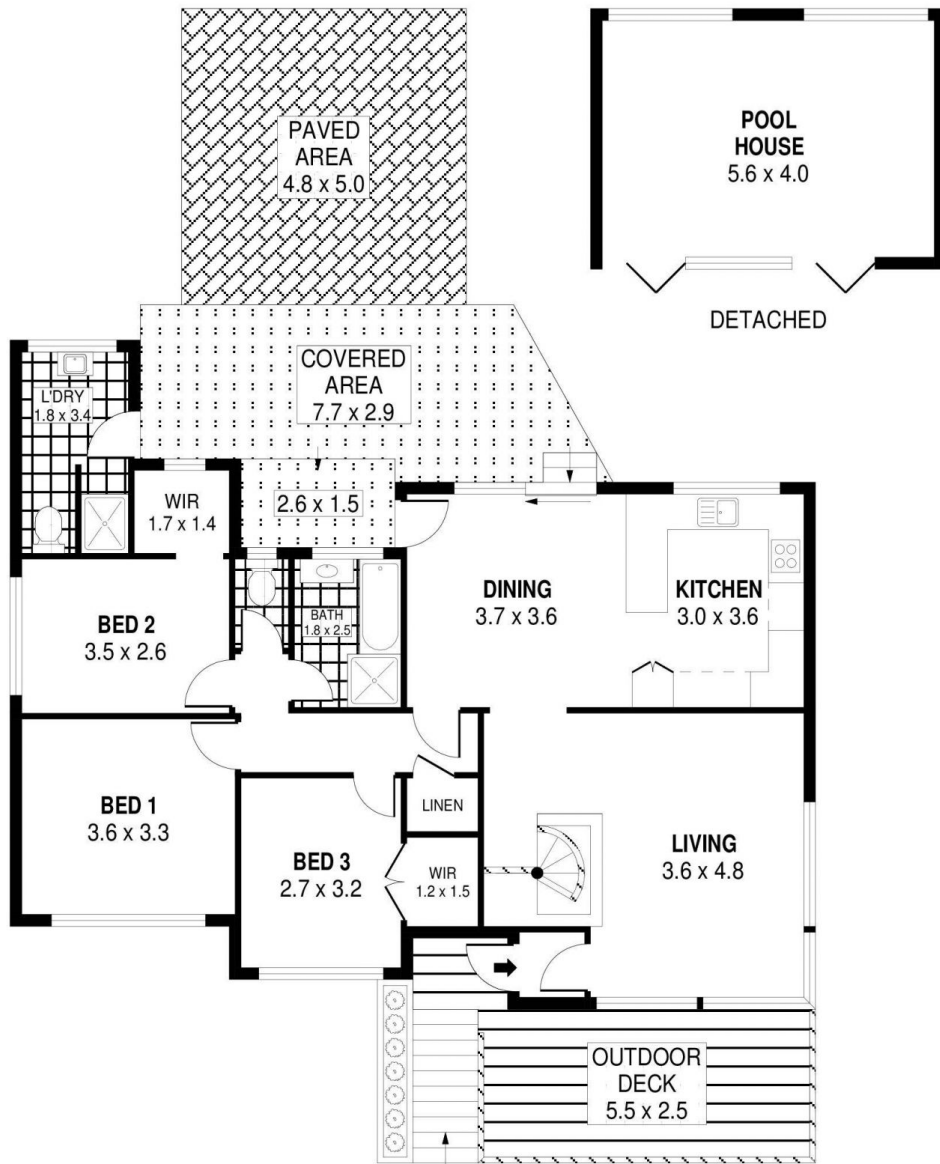 PAVED
AREA
4.8 x 5.0
POOL
HOUSE
5.6 x 4.0
DETACHED
COVERED
AREA
7.7 x 2.9
L'DRY
1.8 x 3.4
WIR
1.7 x 1.4
2.6 x 1.5
BED 2
3.5 x 2.6
BATH
1.8 x 2.5
DINING
3.7 x 3.6
KITCHEN
3.0 x 3.6
BED 1
3.6 x 3.3
BED 3
2.7 x 3.2
LINEN
WIR
1.2 x 1.5
LIVING
3.6 x 4.8
OUTDOOR
DECK
5.5 x 2.5